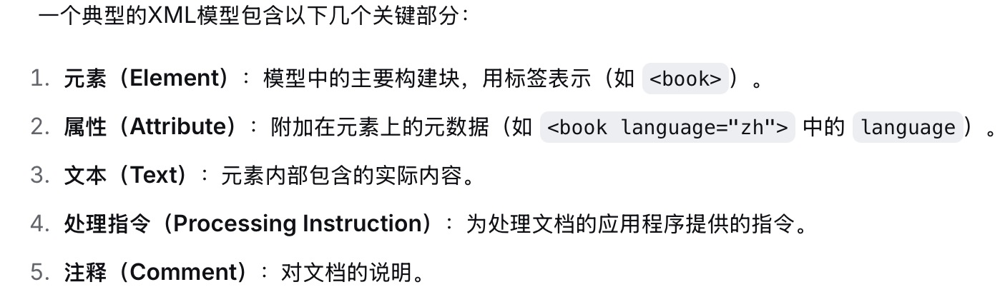 一个典型的XML模型包含以下几个关键部分：
1. 元素（Element）：模型中的主要构建块，用标签表示（如 <book>）。
2. 属性（Attribute）：附加在元素上的元数据（如 <book language="zh"> 中的 language）。
3. 文本（Text）：元素内部包含的实际内容。
4. 处理指令（Processing Instruction）：为处理文档的应用程序提供的指令。
5. 注释（Comment）：对文档的说明。